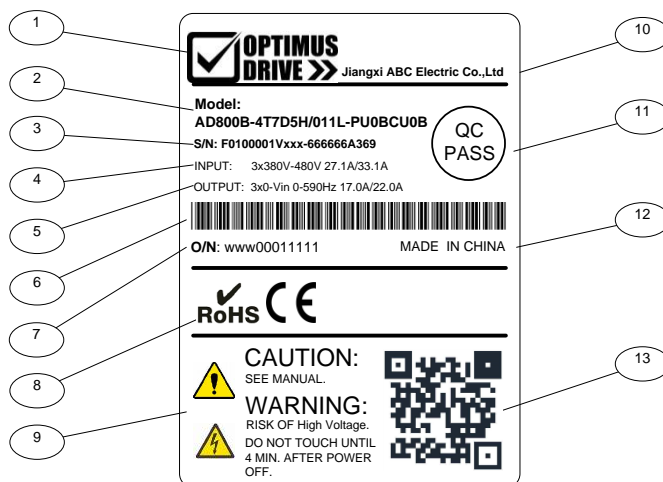 1
2
3
4
5
6
7
8
9
10
11
12
13
OPTIMUS
DRIVE >>
Jiangxi ABC Electric Co.,Ltd
Model:
AD800B-4T7D5H/011L-PU0BCU0B
S/N: F0100001Vxxx-666666A369
QC
PASS
INPUT: 3x380V-480V 27.1A/33.1A
OUTPUT: 3x0-Vin 0-590Hz 17.0A/22.0A
O/N: www00011111
MADE IN CHINA
RoHS CE
CAUTION:
SEE MANUAL.
WARNING:
RISK OF High Voltage.
DO NOT TOUCH UNTIL
4 MIN. AFTER POWER
OFF.